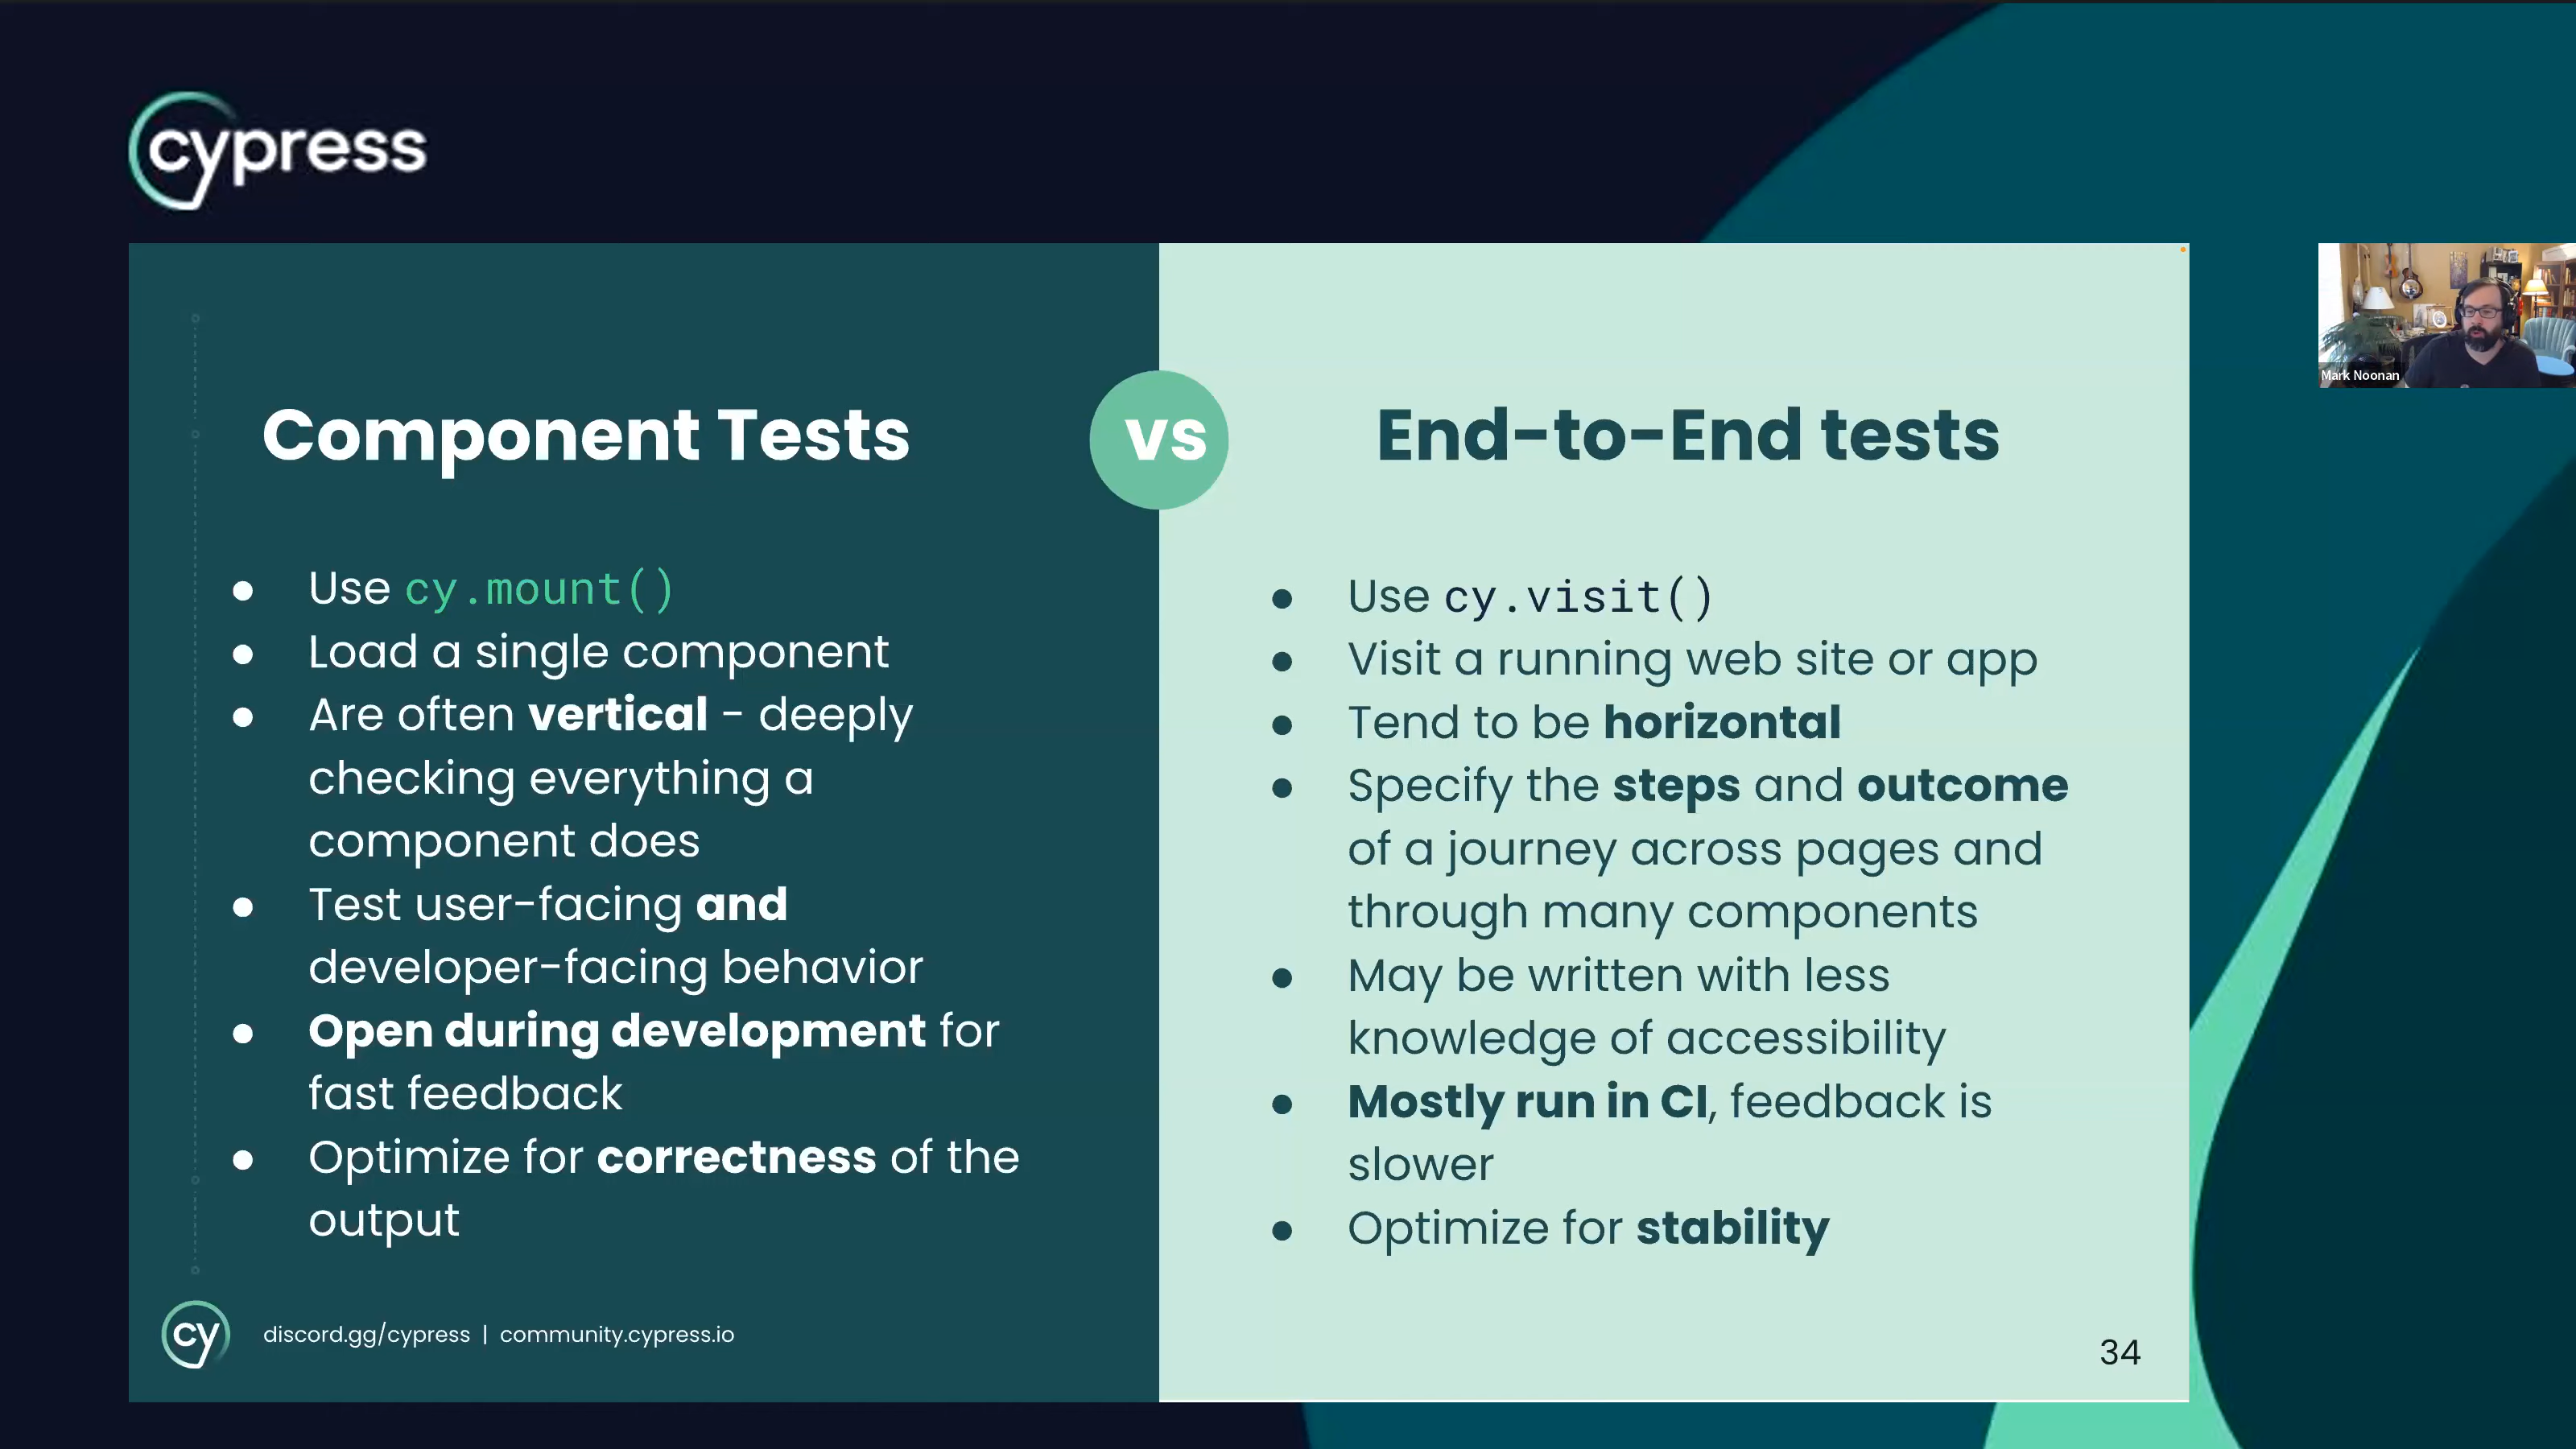 cypress
Component Tests
vs
End-to-End tests
● Use cy.mount()
● Load a single component
● Are often vertical - deeply
checking everything a
component does
● Test user-facing and
developer-facing behavior
● Open during development for
fast feedback
● Optimize for correctness of the
output
● Use cy.visit()
● Visit a running web site or app
● Tend to be horizontal
● Specify the steps and outcome
of a journey across pages and
through many components
● May be written with less
knowledge of accessibility
● Mostly run in CI, feedback is
slower
● Optimize for stability
cy
discord.gg/cypress | community.cypress.io
34
Mark Noonan